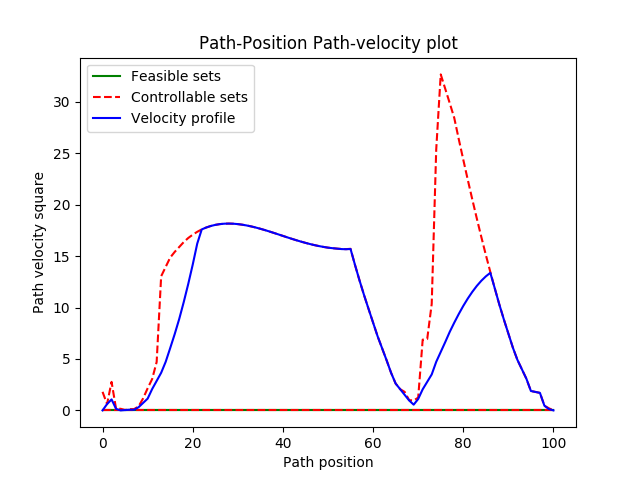 Path-Position Path-velocity plot
Feasible sets
Controllable sets
Velocity profile
Path velocity square
30
25
20
15
10
5
0
0 20 40 60 80 100
Path position